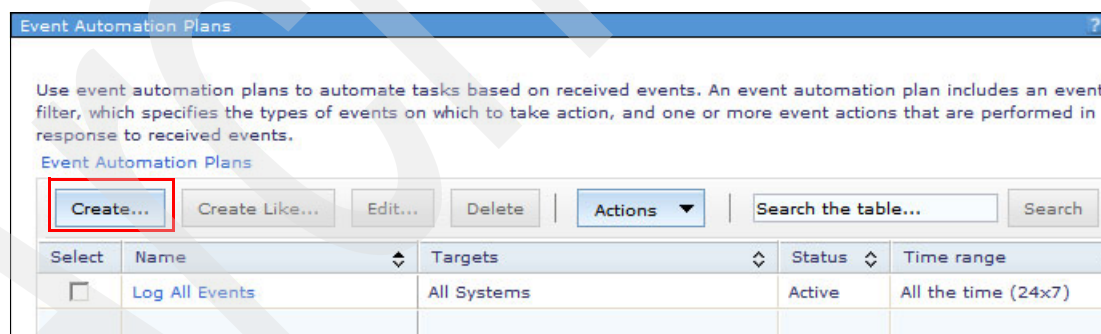 Event Automation Plans ?
Use event automation plans to automate tasks based on received events. An event automation plan includes an event
filter, which specifies the types of events on which to take action, and one or more event actions that are performed in
response to received events.
Event Automation Plans
Create... Create Like... Edit... Delete Actions Search the table... Search
Select Name Targets Status Time range
Log All Events All Systems Active All the time (24x7)